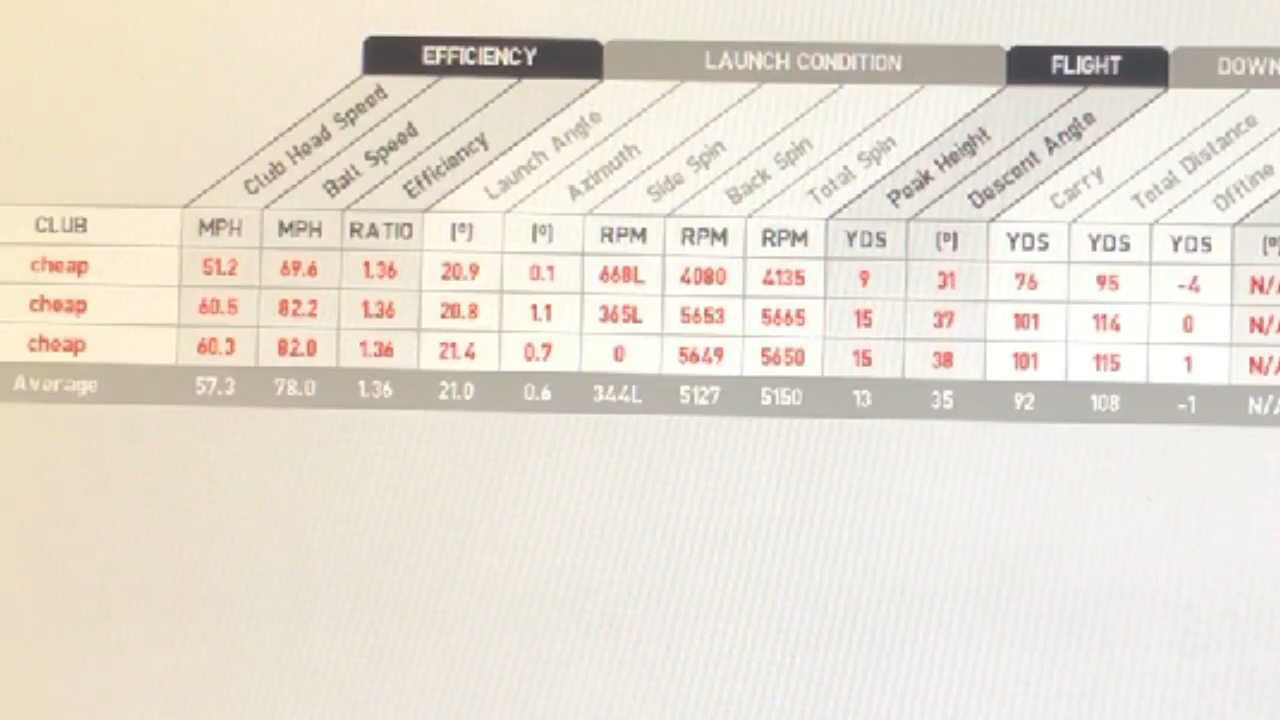 EFFICIENCY LAUNCH CONDITION FLIGHT DOWN
Club Head Speed Ball Speed Efficiency Launch Angle Azimuth Side Spin Back Spin Total Spin Peak Height Descent Angle Carry Total Distance Offline
CLUB MPH MPH RATIO (°) (°) RPM RPM RPM YDS (°) YDS YDS YDS (°
cheap 51.2 69.6 1.36 20.9 0.1 668L 4080 4135 9 31 76 95 -4 N/A
cheap 60.5 82.2 1.36 20.8 1.1 365L 5653 5665 15 37 101 114 0 N/A
cheap 60.3 82.0 1.36 21.4 0.7 0 5649 5650 15 38 101 115 1 N/A
Average 57.3 78.0 1.36 21.0 0.6 344L 5127 5150 13 35 92 108 -1 N/A